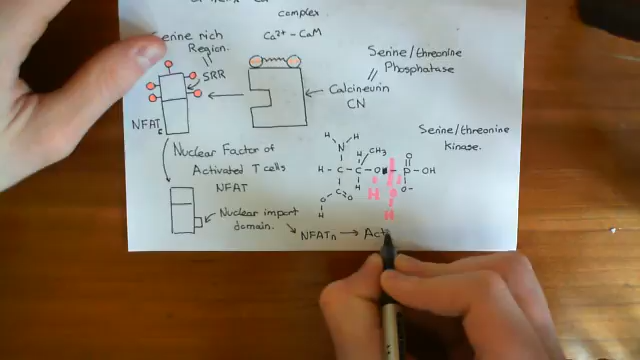 complex
Ca²⁺ - CaM
Serine rich
Region.
SRR
NFAT
Serine/threonine
Phosphatase
Calcineurin
CN
Serine/threonine
kinase.
Nuclear Factor of
Activated T cells
NFAT
H H
N
H CH₃
H - C - C - O - P - OH
O
H
O⁻
C O
O
H
H
O
H
Nuclear import
domain.
NFATn → Act